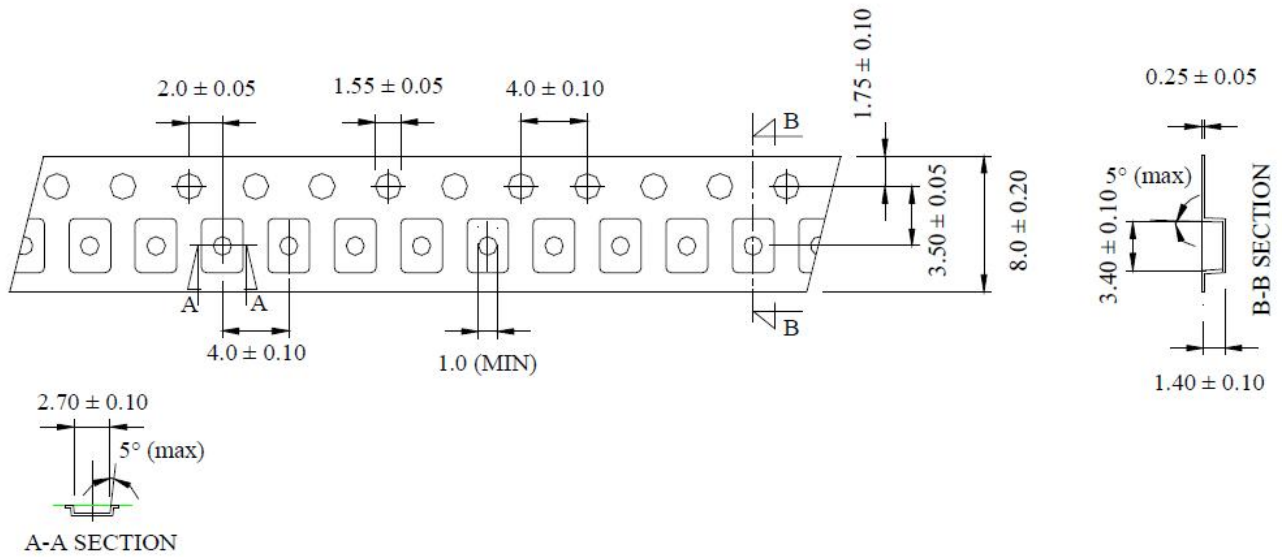 2.0 ± 0.05
1.55 ± 0.05
4.0 ± 0.10
1.75 ± 0.10
0.25 ± 0.05
B
5° (max)
3.50 ± 0.05
8.0 ± 0.20
3.40 ± 0.10
B-B SECTION
A
A
B
4.0 ± 0.10
1.0 (MIN)
1.40 ± 0.10
2.70 ± 0.10
5° (max)
A-A SECTION